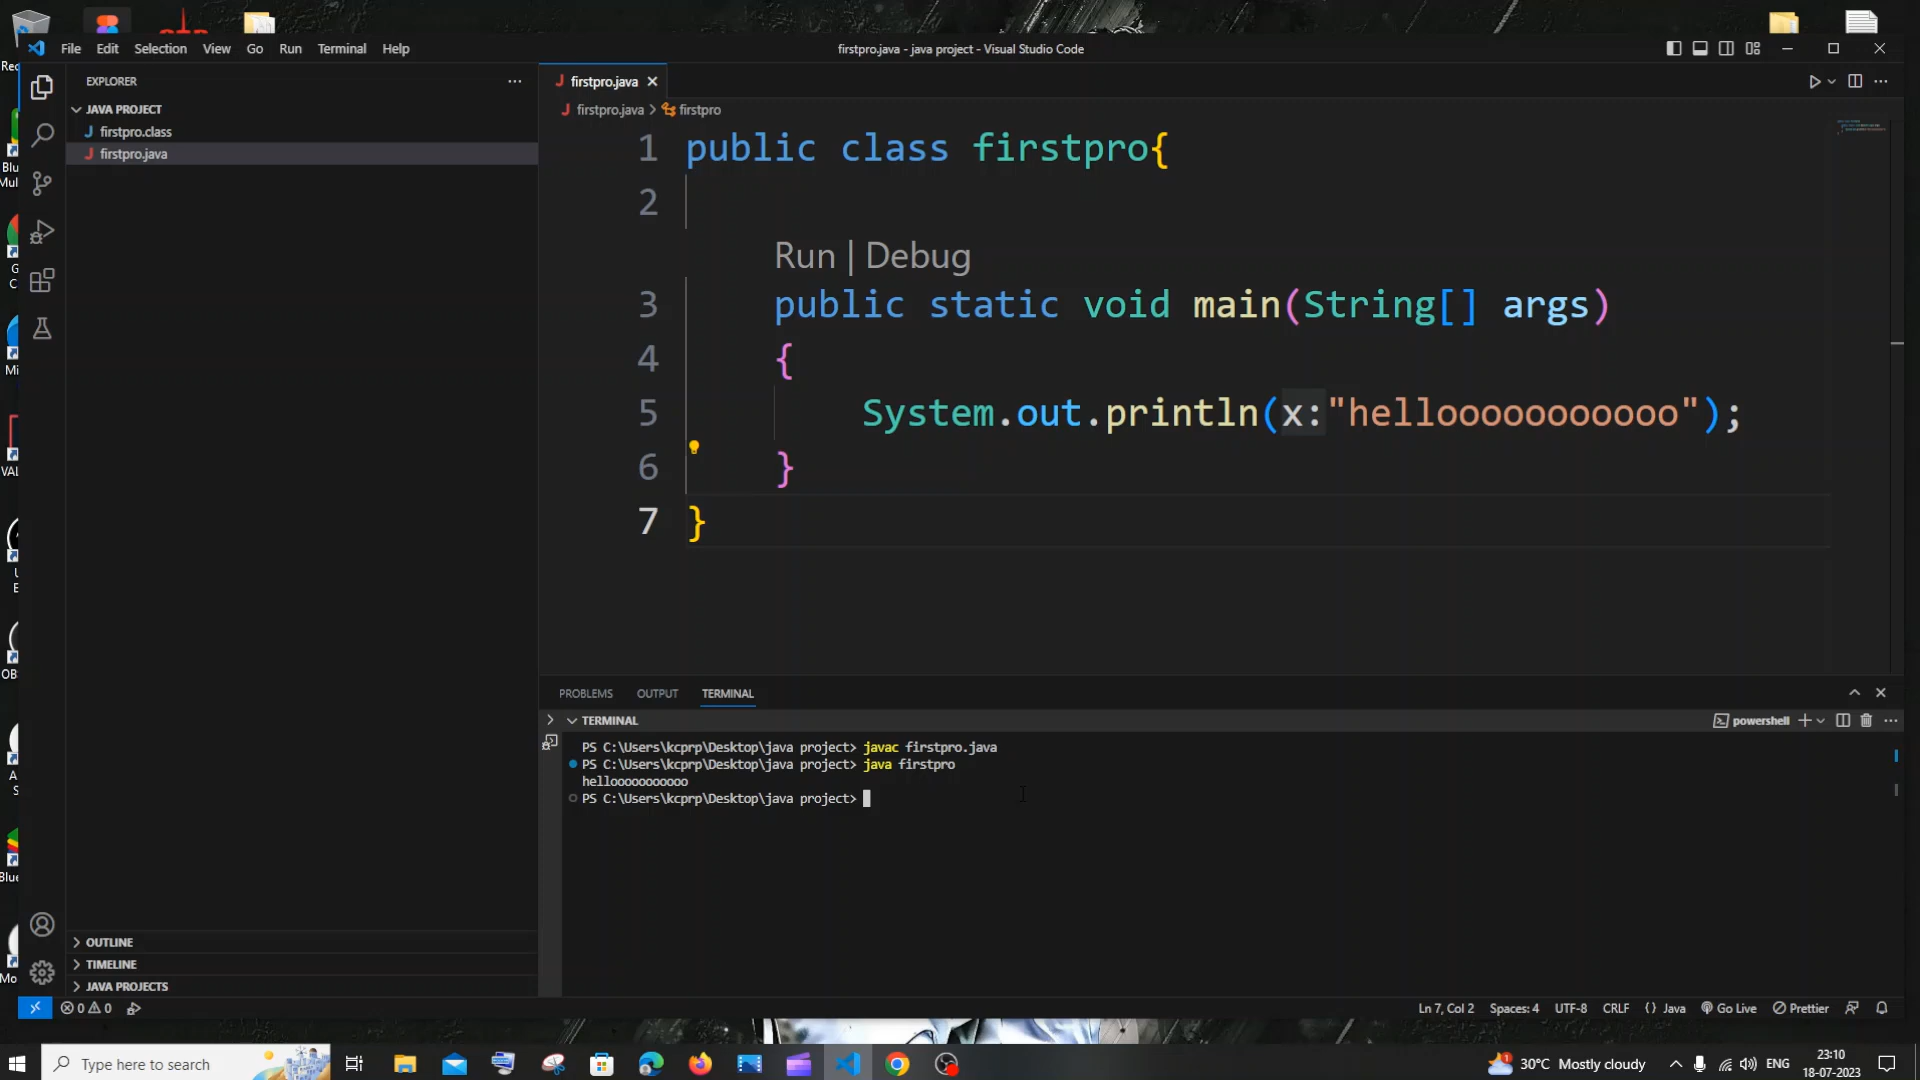 File Edit Selection View Go Run Terminal Help
firstpro.java - java project - Visual Studio Code
EXPLORER
JAVA PROJECT
firstpro.class
firstpro.java
firstpro.java
firstpro.java > firstpro
1 public class firstpro{
2
Run | Debug
3 public static void main(String[] args)
4 {
5 System.out.println(x:"hellooooooooooo");
6 }
7 }
PROBLEMS OUTPUT TERMINAL
TERMINAL
powershell
PS C:\Users\kcprp\Desktop\java project> javac firstpro.java
PS C:\Users\kcprp\Desktop\java project> java firstpro
hellooooooooooo
PS C:\Users\kcprp\Desktop\java project>
OUTLINE
TIMELINE
JAVA PROJECTS
0 0
Ln 7, Col 2 Spaces: 4 UTF-8 CRLF {} Java Go Live Prettier
Type here to search
1 30°C Mostly cloudy ENG 23:10
18-07-2023